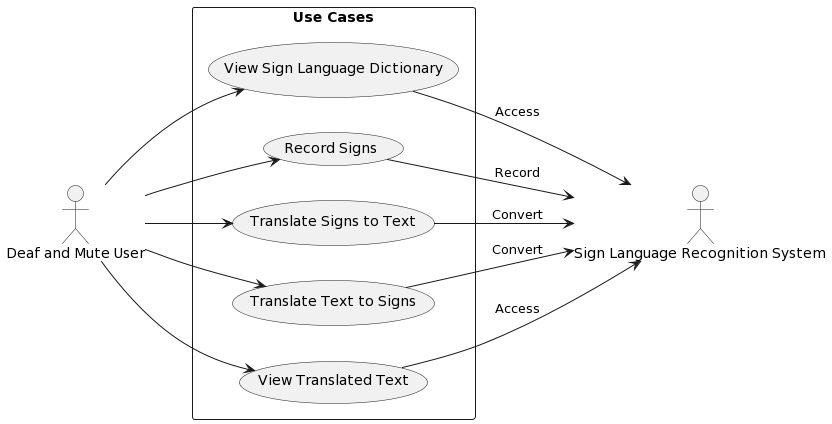 Use Cases
View Sign Language Dictionary
Access
Record Signs
Record
Translate Signs to Text
Convert
Deaf and Mute User
Sign Language Recognition System
Convert
Translate Text to Signs
Access
View Translated Text